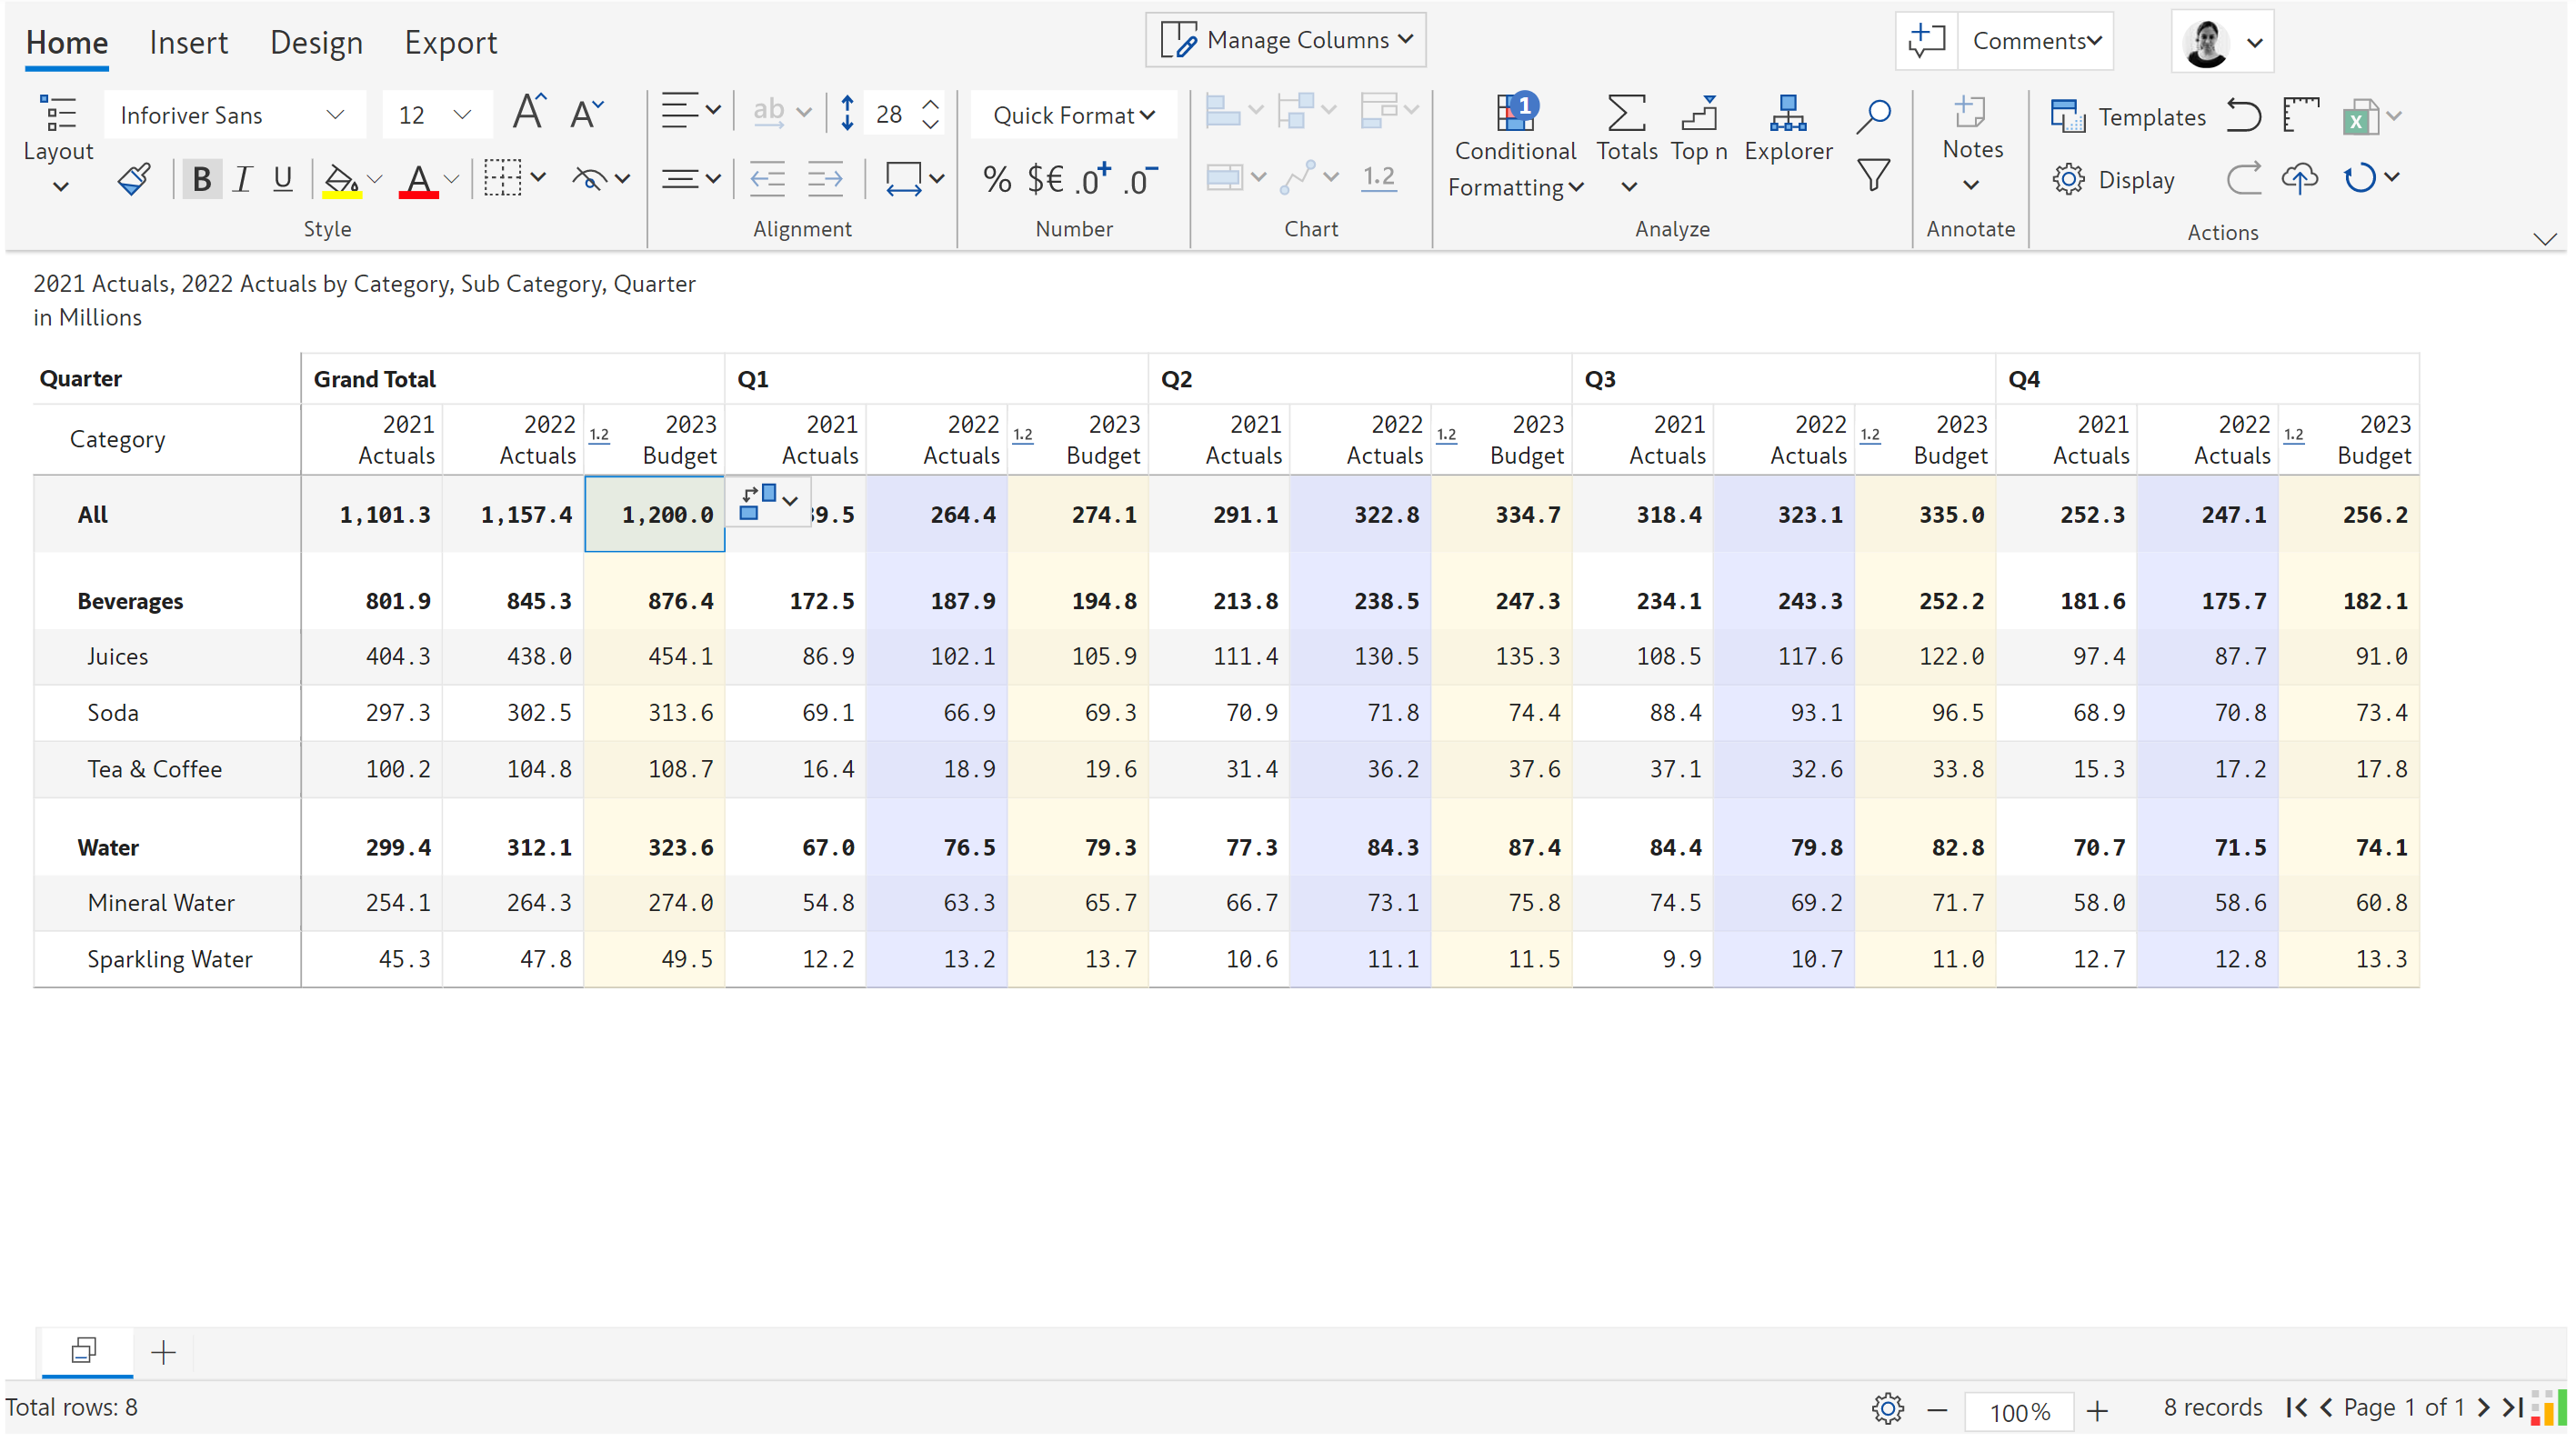 Home Insert Design Export Manage Columns Comments
Layout Inforiver Sans 12 A A ab 28 Quick Format 1 Conditional Formatting Totals Top n Explorer Notes Templates
B I U A % $€ .0+ .0- 1.2 Display
Style Alignment Number Chart Analyze Annotate Actions
2021 Actuals, 2022 Actuals by Category, Sub Category, Quarter
in Millions
Quarter Grand Total Q1 Q2 Q3 Q4
Category 2021 Actuals 2022 Actuals 1.2 2023 Budget 2021 Actuals 2022 Actuals 1.2 2023 Budget 2021 Actuals 2022 Actuals 1.2 2023 Budget 2021 Actuals 2022 Actuals 1.2 2023 Budget 2021 Actuals 2022 Actuals 1.2 2023 Budget
All 1,101.3 1,157.4 1,200.0 9.5 264.4 274.1 291.1 322.8 334.7 318.4 323.1 335.0 252.3 247.1 256.2
Beverages 801.9 845.3 876.4 172.5 187.9 194.8 213.8 238.5 247.3 234.1 243.3 252.2 181.6 175.7 182.1
Juices 404.3 438.0 454.1 86.9 102.1 105.9 111.4 130.5 135.3 108.5 117.6 122.0 97.4 87.7 91.0
Soda 297.3 302.5 313.6 69.1 66.9 69.3 70.9 71.8 74.4 88.4 93.1 96.5 68.9 70.8 73.4
Tea & Coffee 100.2 104.8 108.7 16.4 18.9 19.6 31.4 36.2 37.6 37.1 32.6 33.8 15.3 17.2 17.8
Water 299.4 312.1 323.6 67.0 76.5 79.3 77.3 84.3 87.4 84.4 79.8 82.8 70.7 71.5 74.1
Mineral Water 254.1 264.3 274.0 54.8 63.3 65.7 66.7 73.1 75.8 74.5 69.2 71.7 58.0 58.6 60.8
Sparkling Water 45.3 47.8 49.5 12.2 13.2 13.7 10.6 11.1 11.5 9.9 10.7 11.0 12.7 12.8 13.3
Total rows: 8 100% 8 records Page 1 of 1